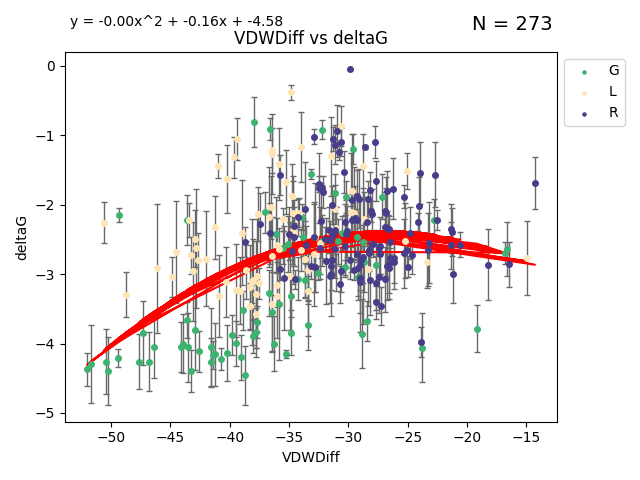 y = -0.00x^2 + -0.16x + -4.58
N = 273
VDWDiff vs deltaG
G
L
R
deltaG
0
−1
−2
−3
−4
−5
−50
−45
−40
−35
−30
−25
−20
−15
VDWDiff